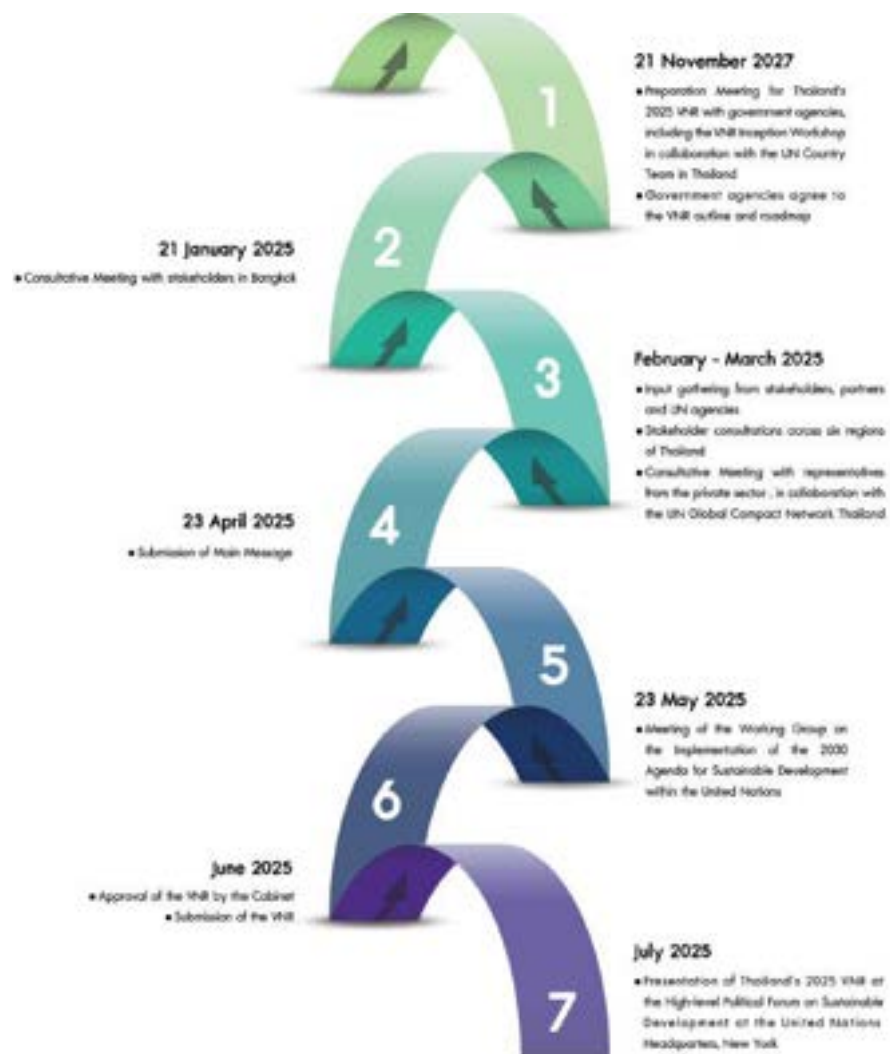 1
21 November 2027
• Preparation Meeting for Thailand's
2025 VNR with government agencies,
including the VNR Inception Workshop
in collaboration with the UN Country
Team in Thailand
• Government agencies agree to
the VNR outline and roadmap
2
21 January 2025
• Consultative Meeting with stakeholders in Bangkok
3
February - March 2025
• Input gathering from stakeholders, partners
and UN agencies
• Stakeholder consultations across six regions
of Thailand
• Consultative Meeting with representatives
from the private sector , in collaboration with
the UN Global Compact Network Thailand
4
23 April 2025
• Submission of Main Message
5
23 May 2025
• Meeting of the Working Group on
the Implementation of the 2030
Agenda for Sustainable Development
within the United Nations
6
June 2025
• Approval of the VNR by the Cabinet
• Submission of the VNR
7
July 2025
• Presentation of Thailand's 2025 VNR at
the High-level Political Forum on Sustainable
Development at the United Nations
Headquarters, New York